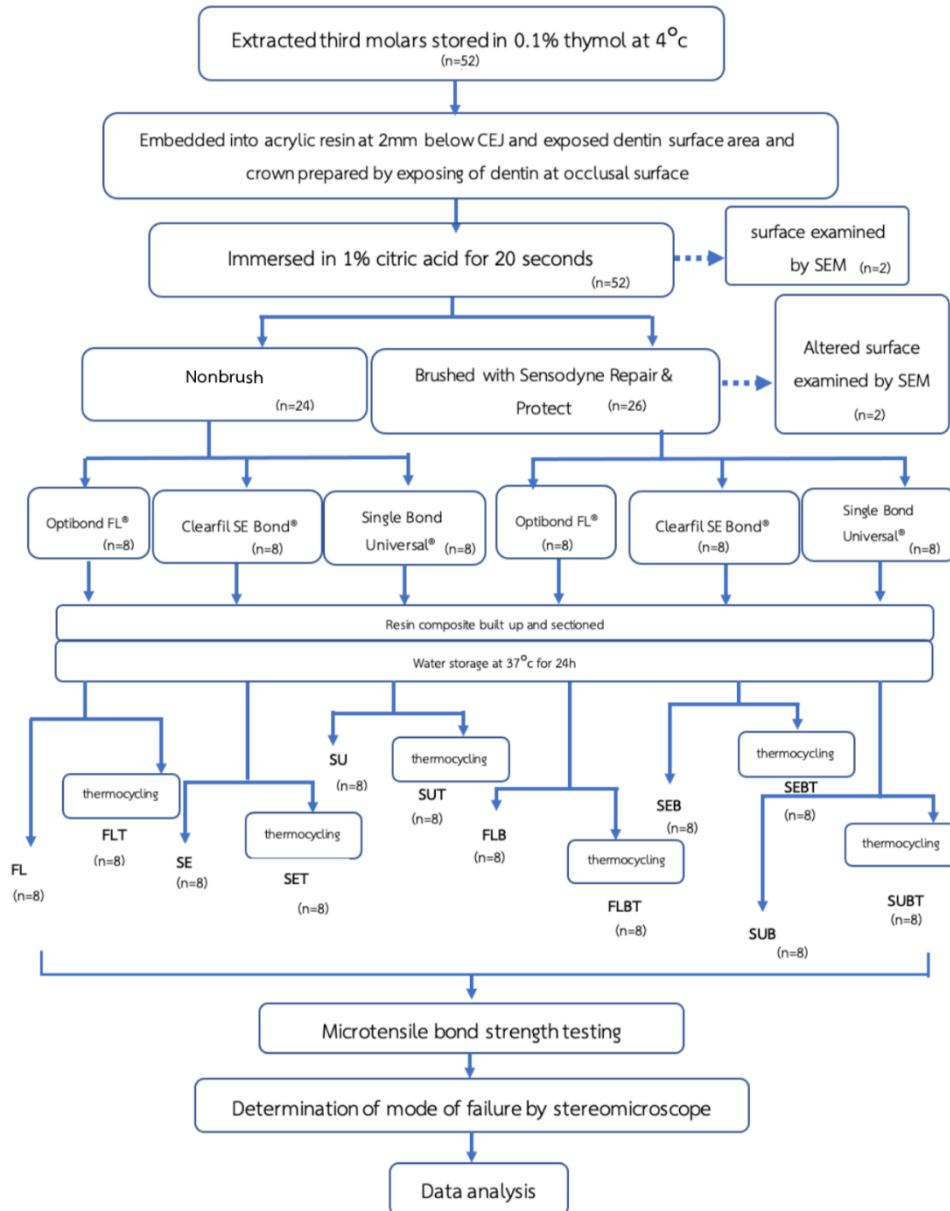 Extracted third molars stored in 0.1% thymol at 4°c
(n=52)
Embedded into acrylic resin at 2mm below CEJ and exposed dentin surface area and
crown prepared by exposing of dentin at occlusal surface
Immersed in 1% citric acid for 20 seconds
(n=52)
surface examined
by SEM (n=2)
Nonbrush
(n=24)
Brushed with Sensodyne Repair &
Protect (n=26)
Altered surface
examined by SEM
(n=2)
Optibond FL®
(n=8)
Clearfil SE Bond®
(n=8)
Single Bond
Universal® (n=8)
Optibond FL®
(n=8)
Clearfil SE Bond®
(n=8)
Single Bond
Universal® (n=8)
Resin composite built up and sectioned
Water storage at 37°c for 24h
FL
(n=8)
thermocycling
FLT
(n=8)
SE
(n=8)
thermocycling
SET
(n=8)
SU
(n=8)
thermocycling
SUT
(n=8)
FLB
(n=8)
thermocycling
FLBT
(n=8)
SEB
(n=8)
thermocycling
SEBT
(n=8)
SUB
(n=8)
thermocycling
SUBT
(n=8)
Microtensile bond strength testing
Determination of mode of failure by stereomicroscope
Data analysis